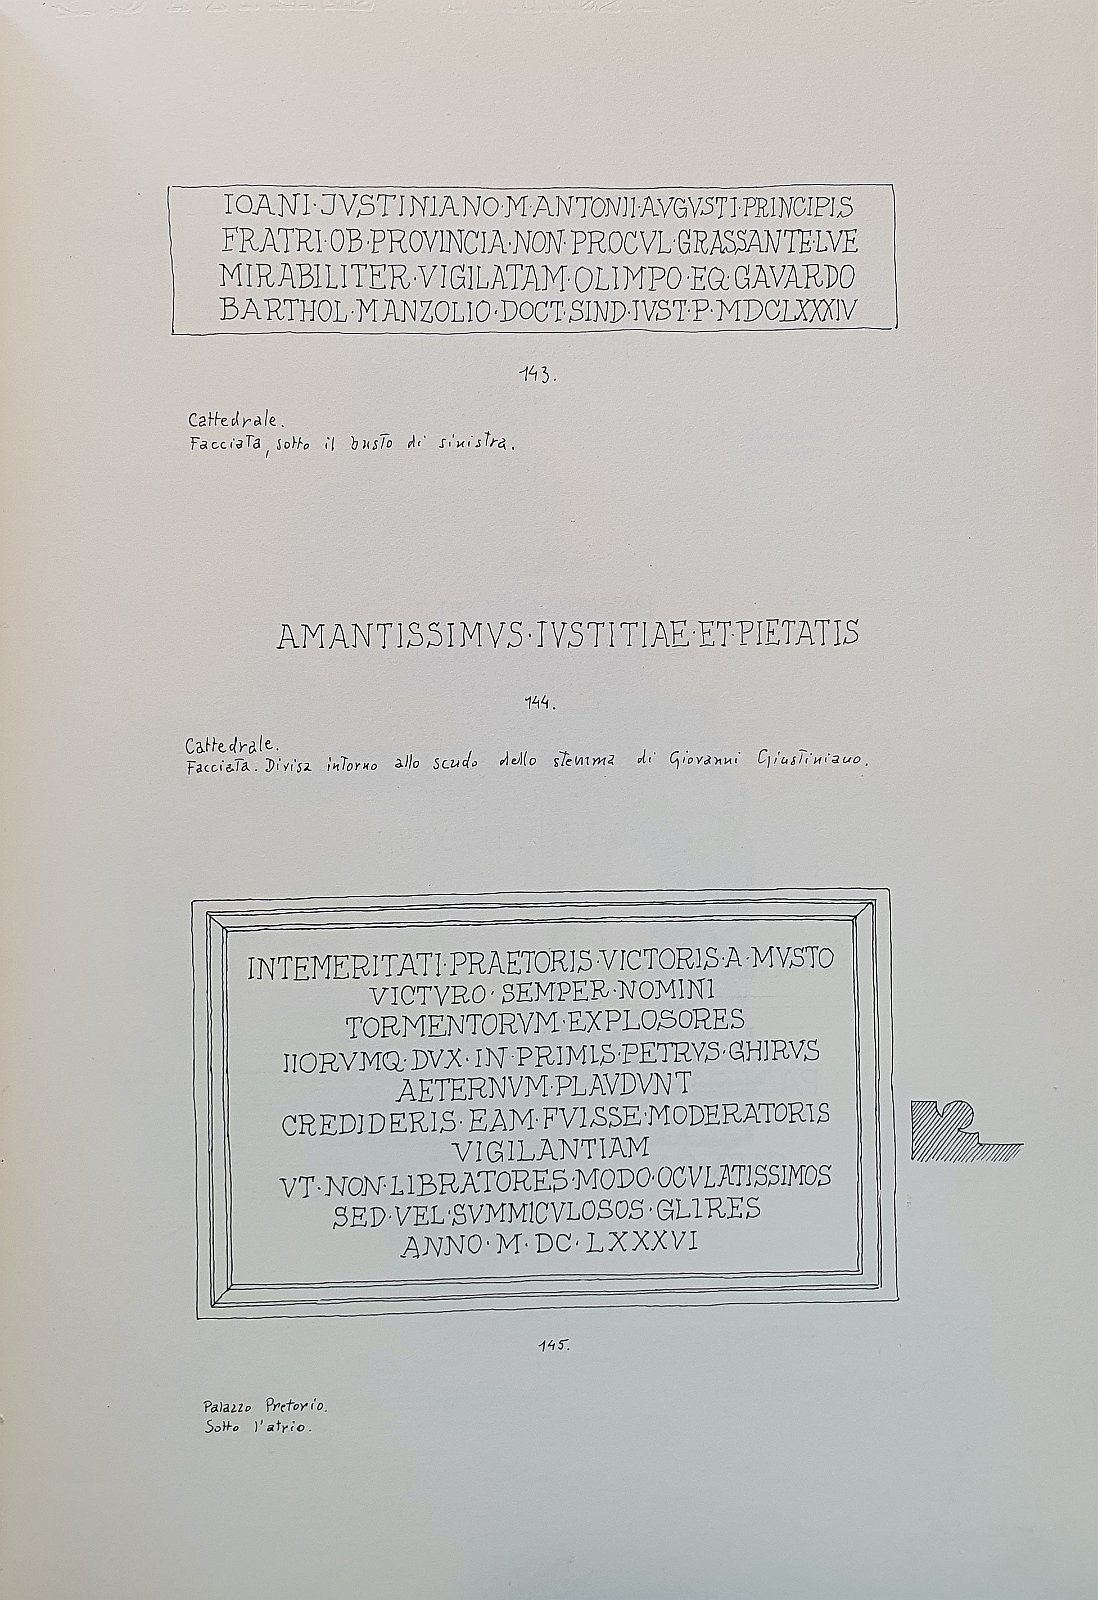 IOANI·JVSTINIANO·M·ANTONII·AVGVSTI·PRINCIPIS
FRATRI·OB·PROVINCIA·NON·PROCVL·GRASSANTE·LVE
MIRABILITER·VIGILATAM·OLIMPO·EQ·GAVARDO
BARTHOL·MANZOLIO·DOCT·SIND·IVST·P·MDCLXXXIV
143.
Cattedrale.
Facciata, sotto il busto di sinistra.
AMANTISSIMVS·IVSTITIAE·ET·PIETATIS
144.
Cattedrale.
Facciata. Divisa intorno allo scudo dello stemma di Giovanni Giustiniano.
INTEMERITATI·PRAETORIS·VICTORIS·A·MVSTO
VICTVRO·SEMPER·NOMINI
TORMENTORVM·EXPLOSORES
IIORVMQ·DVX·IN·PRIMIS·PETRVS·GHIRVS
AETERNVM·PLAVDVNT
CREDIDERIS·EAM·FVISSE·MODERATORIS
VIGILANTIAM
VT·NON·LIBRATORES·MODO·OCVLATISSIMOS
SED·VEL·SVMMICVLOSOS·GLIRES
ANNO·M·DC·LXXXVI
145.
Palazzo Pretorio.
Sotto l'atrio.